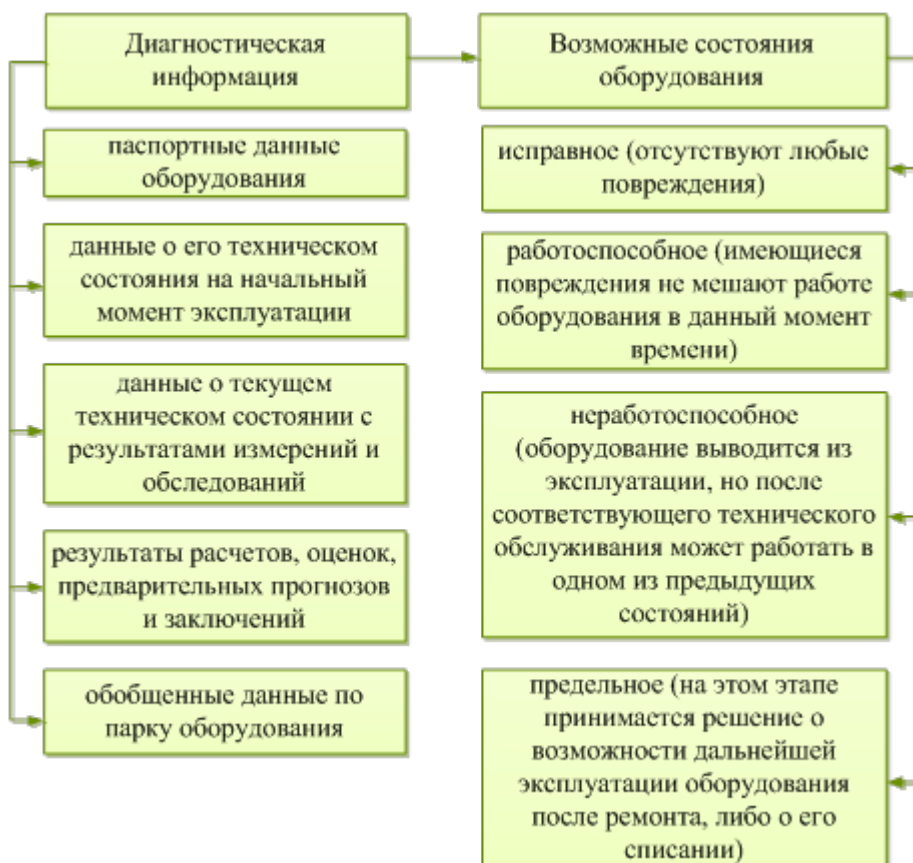 Диагностическая
информация
паспортные данные
оборудования
данные о его техническом
состояния на начальный
момент эксплуатации
данные о текущем
техническом состоянии с
результатами измерений и
обследований
результаты расчетов, оценок,
предварительных прогнозов
и заключений
обобщенные данные по
парку оборудования
Возможные состояния
оборудования
исправное (отсутствуют любые
повреждения)
работоспособное (имеющиеся
повреждения не мешают работе
оборудования в данный момент
времени)
неработоспособное
(оборудование выводится из
эксплуатации, но после
соответствующего технического
обслуживания может работать в
одном из предыдущих
состояний)
предельное (на этом этапе
принимается решение о
возможности дальнейшей
эксплуатации оборудования
после ремонта, либо о его
списании)